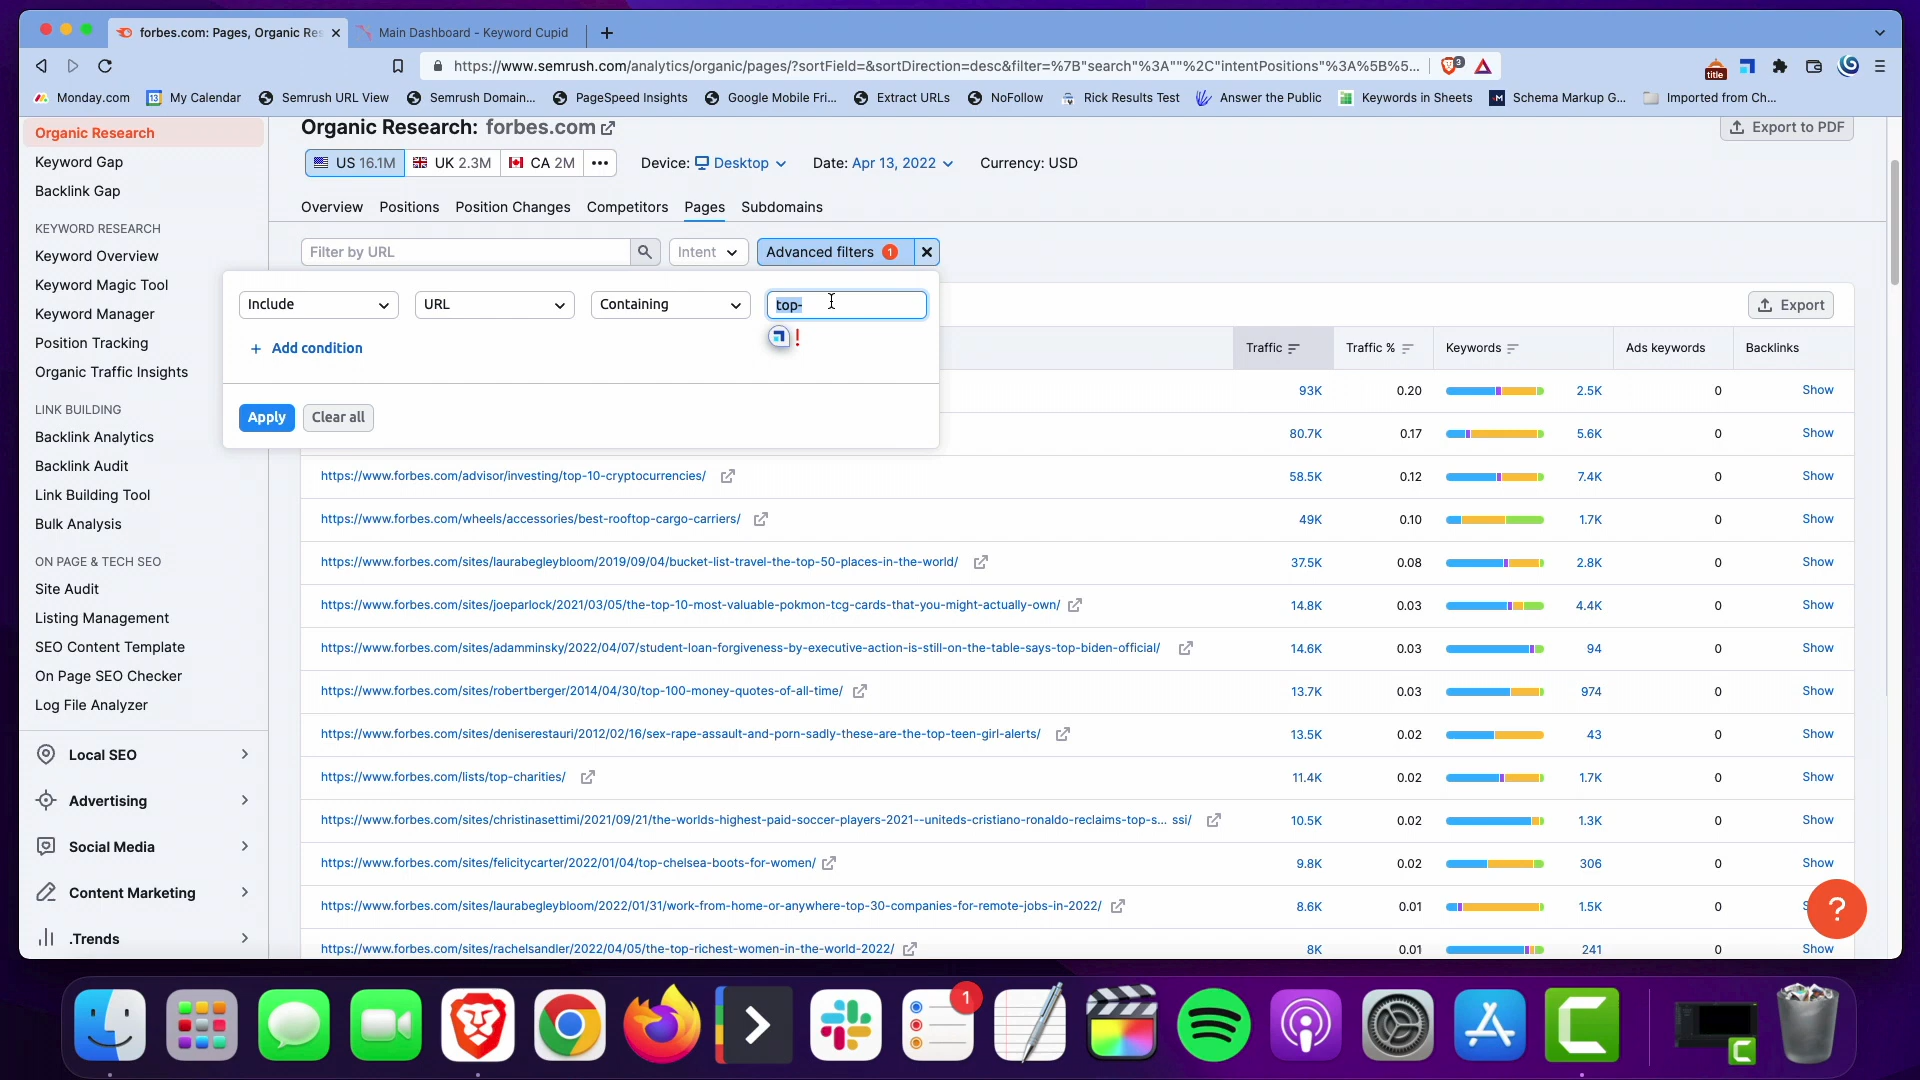 forbes.com: Pages, Organic Res
Main Dashboard - Keyword Cupid
https://www.semrush.com/analytics/organic/pages/?sortField=&sortDirection=desc&filter=%7B"search"%3A""%2C"intentPositions"%3A%5B%5...
3
title
Monday.com
13
My Calendar
Semrush URL View
Semrush Domain...
PageSpeed Insights
Google Mobile Fri...
Extract URLs
NoFollow
Rick Results Test
Answer the Public
Keywords in Sheets
Schema Markup G...
Imported from Ch...
Organic Research
Keyword Gap
Backlink Gap
KEYWORD RESEARCH
Keyword Overview
Keyword Magic Tool
Keyword Manager
Position Tracking
Organic Traffic Insights
LINK BUILDING
Backlink Analytics
Backlink Audit
Link Building Tool
Bulk Analysis
ON PAGE & TECH SEO
Site Audit
Listing Management
SEO Content Template
On Page SEO Checker
Log File Analyzer
Local SEO
Advertising
Social Media
Content Marketing
.Trends
Organic Research: forbes.com
Export to PDF
US 16.1M UK 2.3M CA 2M ••• Device: Desktop Date: Apr 13, 2022 Currency: USD
Overview Positions Position Changes Competitors Pages Subdomains
Filter by URL Intent Advanced filters 1
Include URL Containing top-
!
+ Add condition
Apply Clear all
Export
Traffic Traffic % Keywords Ads keywords Backlinks
93K 0.20 2.5K 0 Show
80.7K 0.17 5.6K 0 Show
https://www.forbes.com/advisor/investing/top-10-cryptocurrencies/ 58.5K 0.12 7.4K 0 Show
https://www.forbes.com/wheels/accessories/best-rooftop-cargo-carriers/ 49K 0.10 1.7K 0 Show
https://www.forbes.com/sites/laurabegleybloom/2019/09/04/bucket-list-travel-the-top-50-places-in-the-world/ 37.5K 0.08 2.8K 0 Show
https://www.forbes.com/sites/joeparlock/2021/03/05/the-top-10-most-valuable-pokmon-tcg-cards-that-you-might-actually-own/ 14.8K 0.03 4.4K 0 Show
https://www.forbes.com/sites/adamminsky/2022/04/07/student-loan-forgiveness-by-executive-action-is-still-on-the-table-says-top-biden-official/ 14.6K 0.03 94 0 Show
https://www.forbes.com/sites/robertberger/2014/04/30/top-100-money-quotes-of-all-time/ 13.7K 0.03 974 0 Show
https://www.forbes.com/sites/deniserestauri/2012/02/16/sex-rape-assault-and-porn-sadly-these-are-the-top-teen-girl-alerts/ 13.5K 0.02 43 0 Show
https://www.forbes.com/lists/top-charities/ 11.4K 0.02 1.7K 0 Show
https://www.forbes.com/sites/christinasettimi/2021/09/21/the-worlds-highest-paid-soccer-players-2021--uniteds-cristiano-ronaldo-reclaims-top-s... ssi/ 10.5K 0.02 1.3K 0 Show
https://www.forbes.com/sites/felicitycarter/2022/01/04/top-chelsea-boots-for-women/ 9.8K 0.02 306 0 Show
https://www.forbes.com/sites/laurabegleybloom/2022/01/31/work-from-home-or-anywhere-top-30-companies-for-remote-jobs-in-2022/ 8.6K 0.01 1.5K 0 S
https://www.forbes.com/sites/rachelsandler/2022/04/05/the-top-richest-women-in-the-world-2022/ 8K 0.01 241 0 Show
?
1